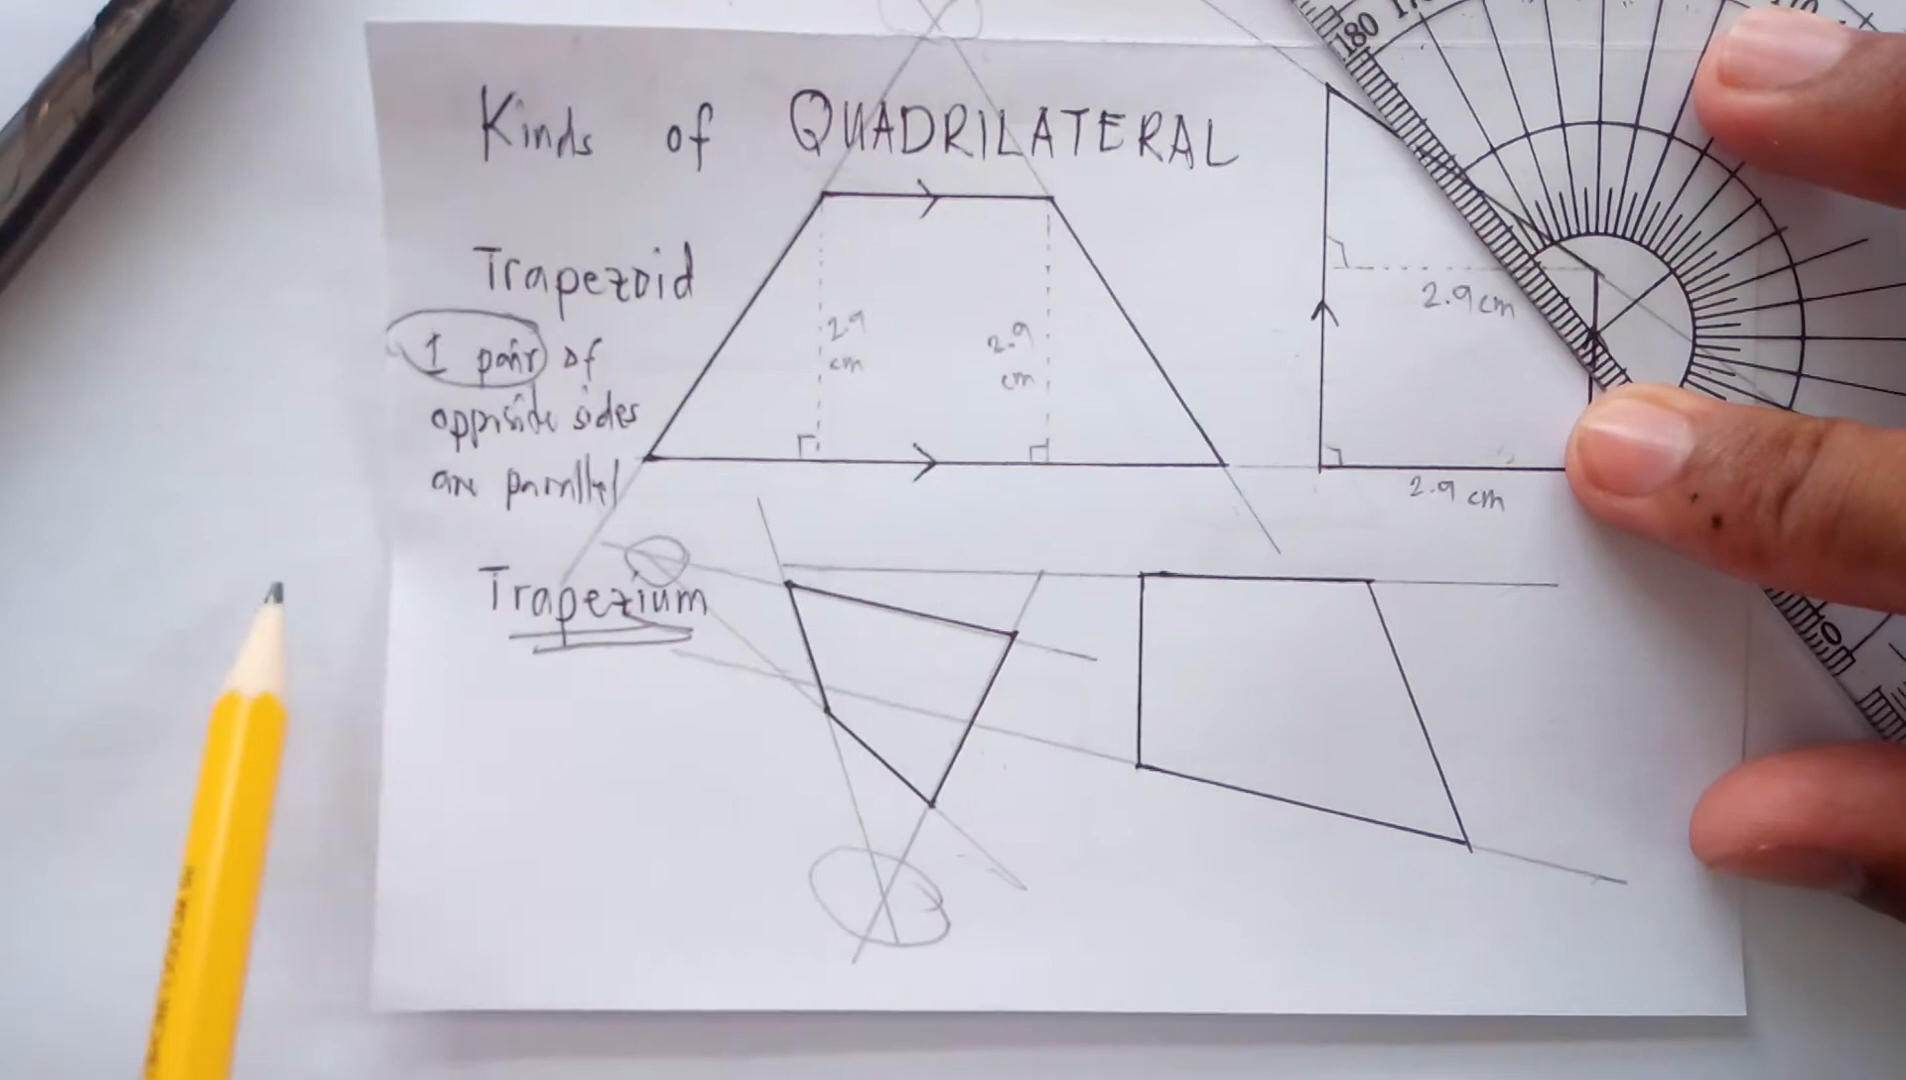 Kinds of QUADRILATERAL
Trapezoid
1 pair of
opposite sides
are parallel
2.9
cm
2.9
cm
2.9 cm
2.9 cm
Trapezium
180
0